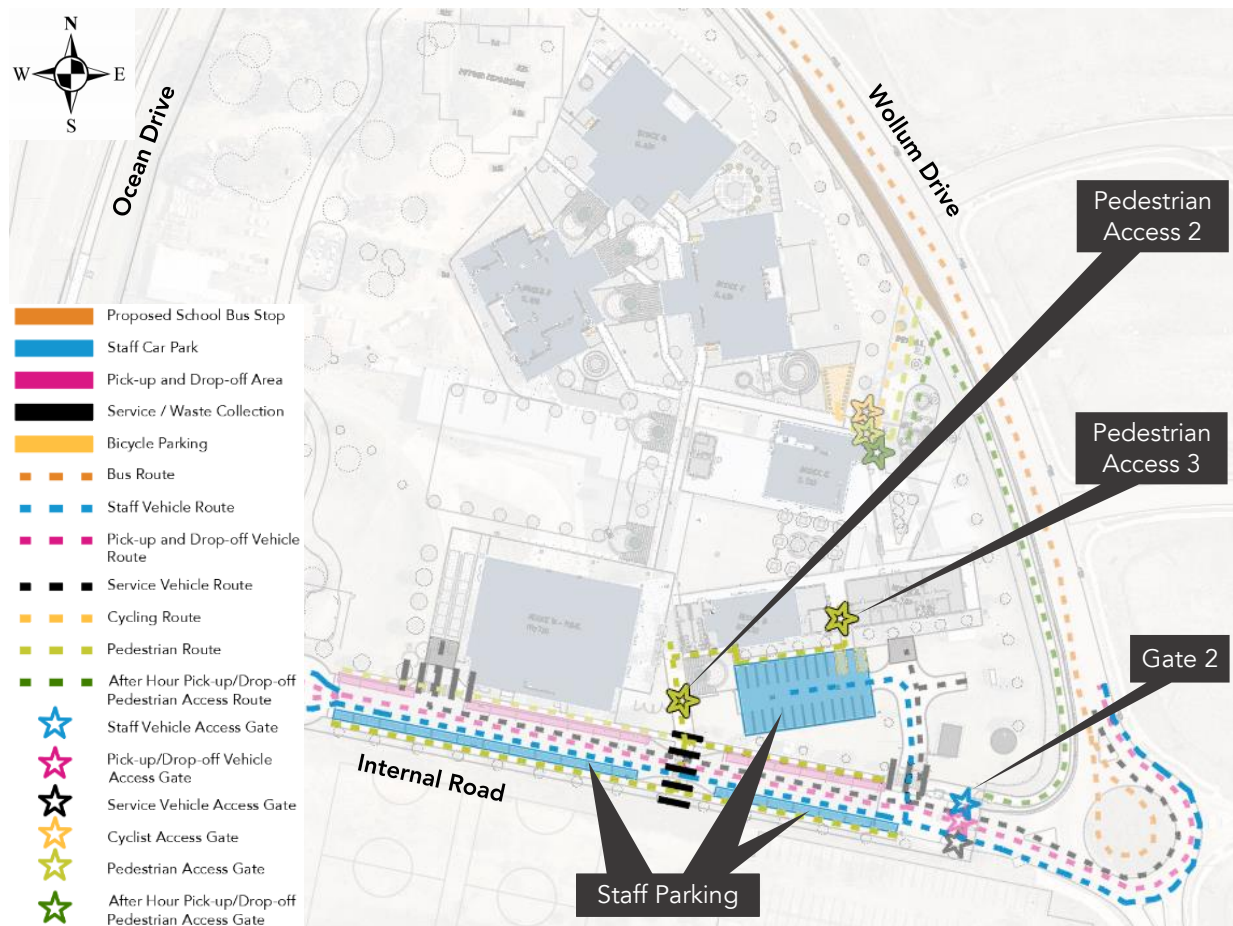 N
W
E
S
Ocean Drive
Wollum Drive
Pedestrian
Access 2
Proposed School Bus Stop
Staff Car Park
Pick-up and Drop-off Area
Service / Waste Collection
Bicycle Parking
Bus Route
Staff Vehicle Route
Pick-up and Drop-off Vehicle
Route
Service Vehicle Route
Cycling Route
Pedestrian Route
After Hour Pick-up/Drop-off
Pedestrian Access Route
Staff Vehicle Access Gate
Pick-up/Drop-off Vehicle
Access Gate
Service Vehicle Access Gate
Cyclist Access Gate
Pedestrian Access Gate
After Hour Pick-up/Drop-off
Pedestrian Access Gate
Pedestrian
Access 3
Gate 2
Internal Road
Staff Parking